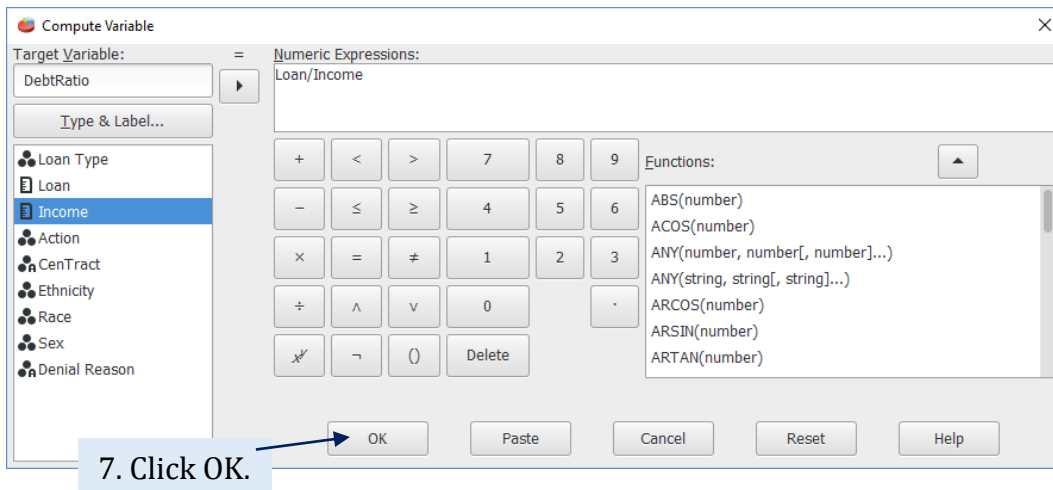 Compute Variable
Target Variable:
=
Numeric Expressions:
DebtRatio
Loan/Income
Type & Label...
Loan Type
Loan
Income
Action
CenTract
Ethnicity
Race
Sex
Denial Reason
+ < > 7 8 9
− ≤ ≥ 4 5 6
× = ≠ 1 2 3
÷ ∧ ∨ 0 .
xʸ ¬ () Delete
Functions:
ABS(number)
ACOS(number)
ANY(number, number[, number]...)
ANY(string, string[, string]...)
ARCOS(number)
ARSIN(number)
ARTAN(number)
OK Paste Cancel Reset Help
7. Click OK.